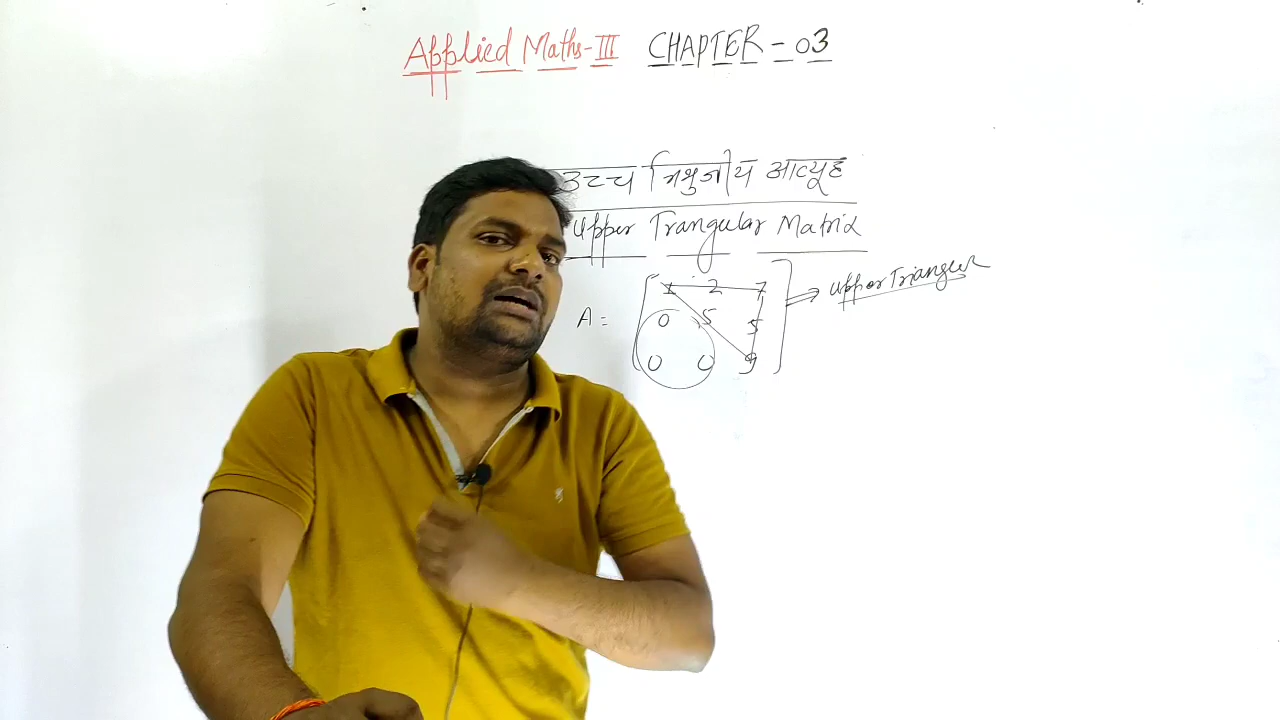 Applied Maths-III CHAPTER-03
उच्च त्रिभुजीय आव्यूह
Upper Trangular Matrix
A = [ 1 2 7 ⇒ Upper Trianguler
0 5 5
0 0 9 ]